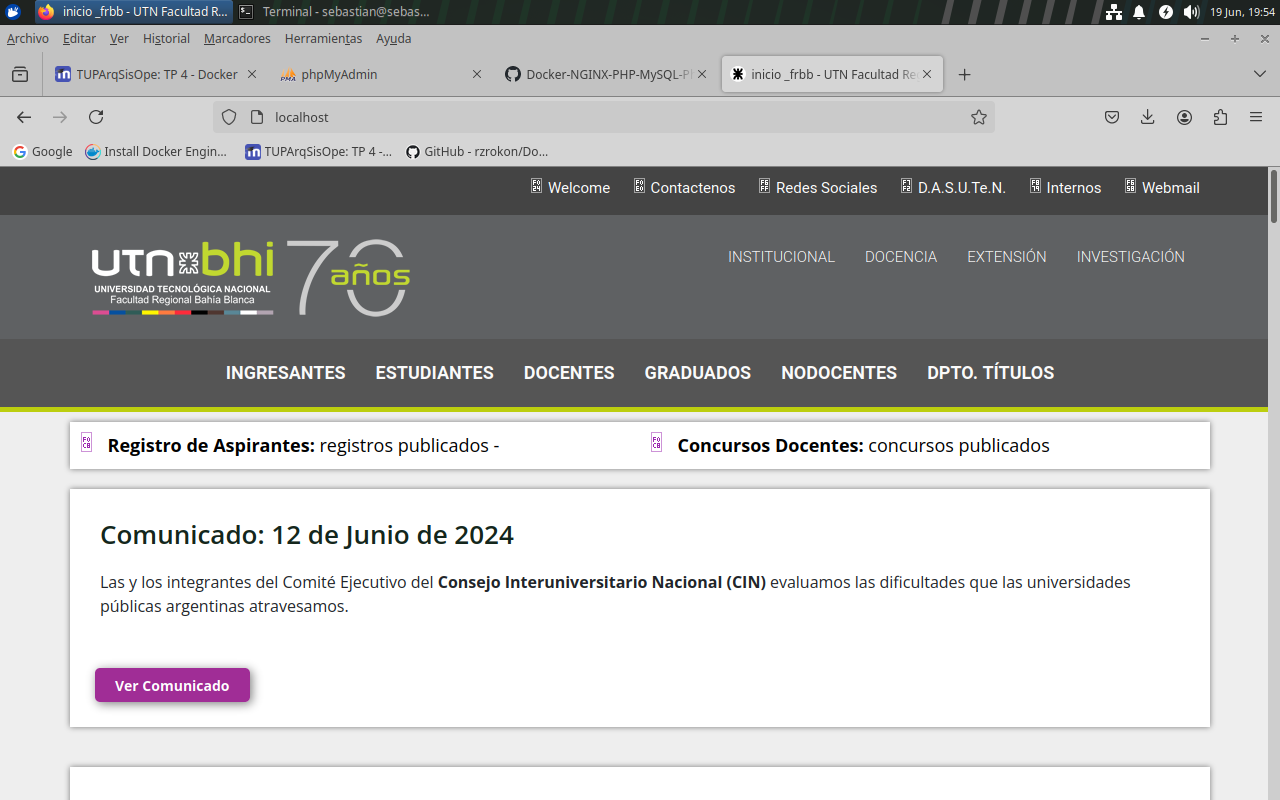 inicio _frbb - UTN Facultad R...
Terminal - sebastian@sebas...
19 Jun, 19:54
Archivo Editar Ver Historial Marcadores Herramientas Ayuda
TUPArqSisOpe: TP 4 - Docker
phpMyAdmin
Docker-NGINX-PHP-MySQL-P
inicio _frbb - UTN Facultad Re
localhost
Google
Install Docker Engin...
TUPArqSisOpe: TP 4 -...
GitHub - rzrokon/Do...
Welcome Contactenos Redes Sociales D.A.S.U.Te.N. Internos Webmail
utn bhi 70 años
UNIVERSIDAD TECNOLÓGICA NACIONAL
Facultad Regional Bahía Blanca
INSTITUCIONAL DOCENCIA EXTENSIÓN INVESTIGACIÓN
INGRESANTES ESTUDIANTES DOCENTES GRADUADOS NODOCENTES DPTO. TÍTULOS
Registro de Aspirantes: registros publicados -
Concursos Docentes: concursos publicados
Comunicado: 12 de Junio de 2024
Las y los integrantes del Comité Ejecutivo del Consejo Interuniversitario Nacional (CIN) evaluamos las dificultades que las universidades
públicas argentinas atravesamos.
Ver Comunicado